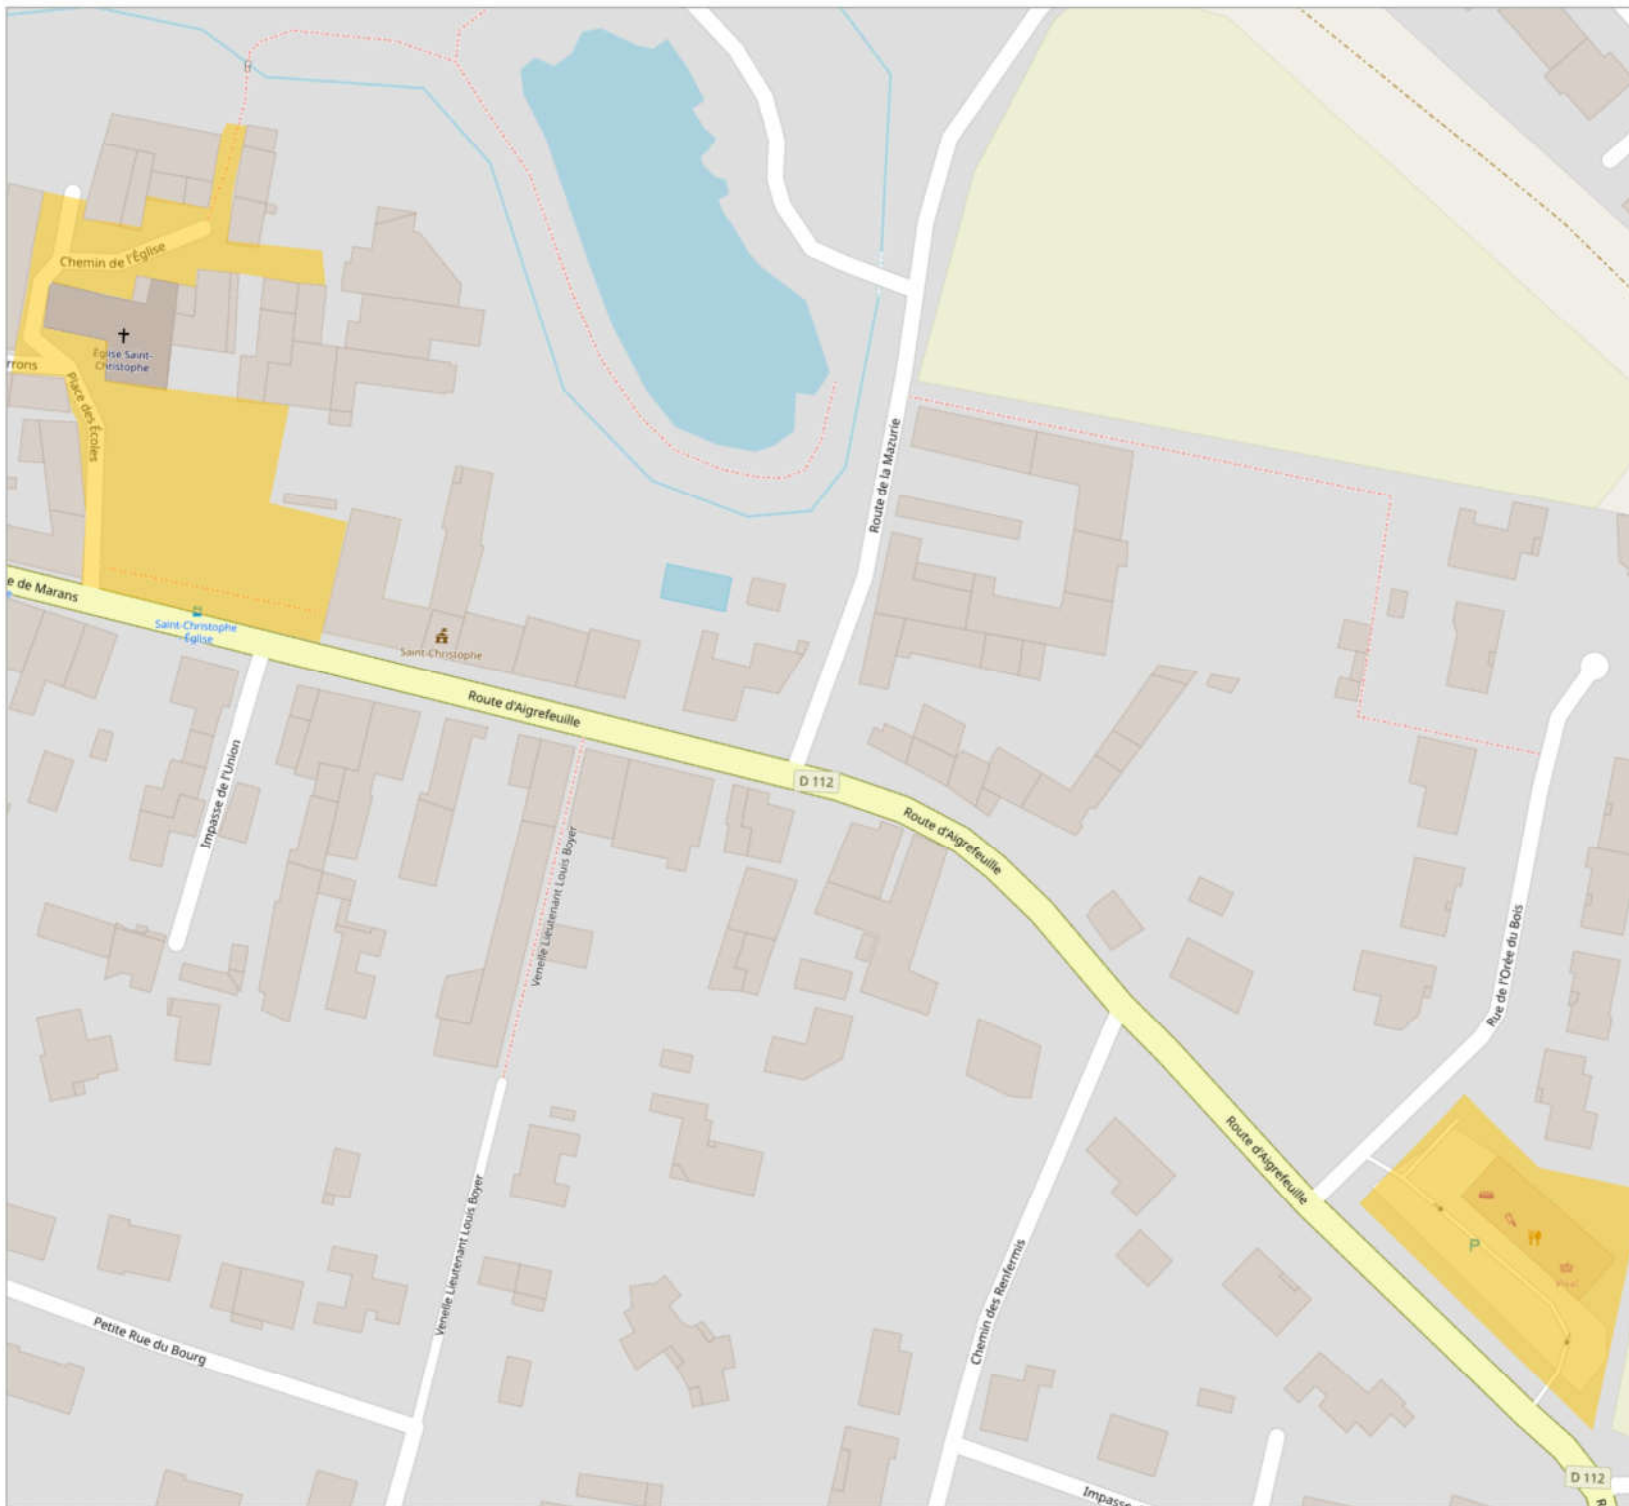 Chemin de l'Église
Église Saint-
Christophe
rrons
Place des Écoles
e de Marans
Saint-Christophe
Église
Saint-Christophe
Route d'Aigrefeuille
Route de la Mazurie
D 112
Route d'Aigrefeuille
Impasse de l'Union
Venelle Lieutenant Louis Boyer
Rue de l'Orée du Bois
Route d'Aigrefeuille
P
Venelle Lieutenant Louis Boyer
Chemin des Renfermis
Petite Rue du Bourg
D 112
Impasse
R